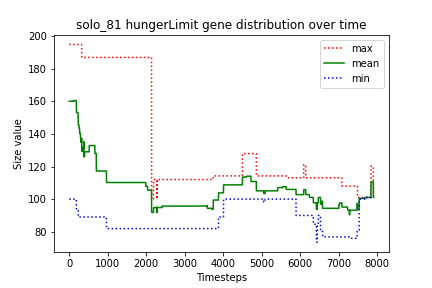 solo_81 hungerLimit gene distribution over time
200
180
160
140
120
100
80
Size value
max
mean
min
0 1000 2000 3000 4000 5000 6000 7000 8000
Timesteps